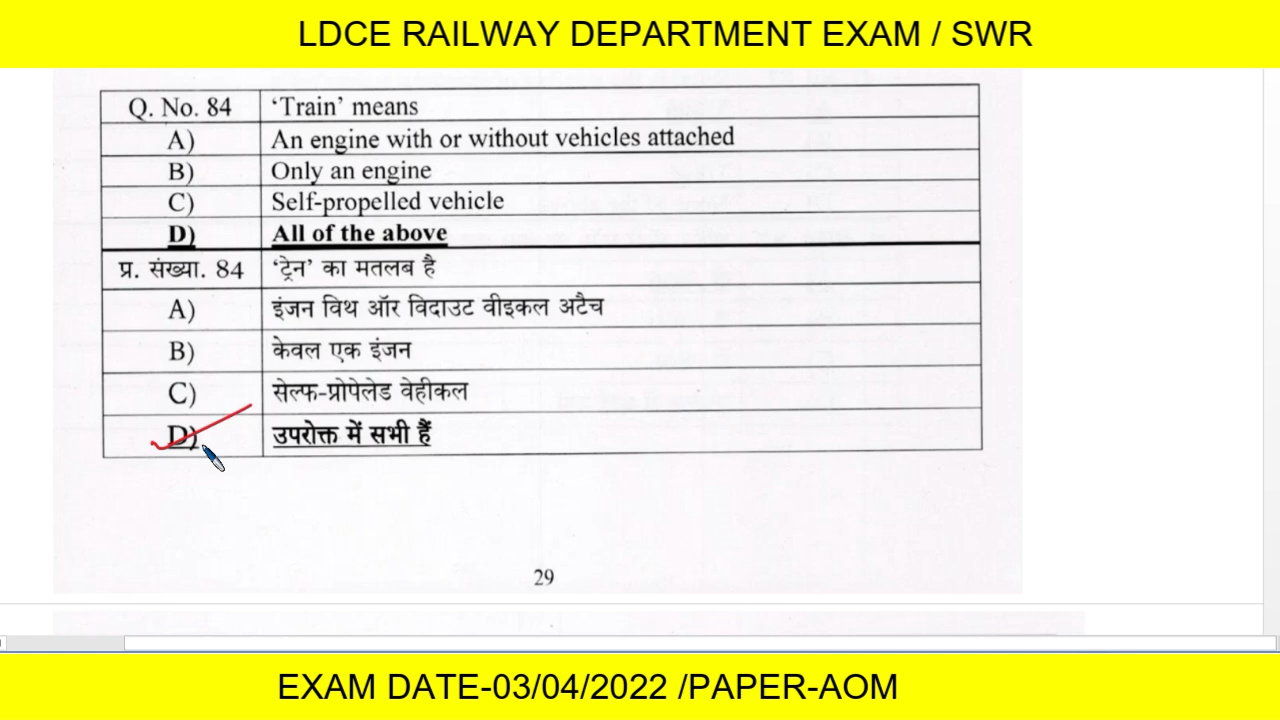 LDCE RAILWAY DEPARTMENT EXAM / SWR
Q. No. 84 ‘Train’ means
A) An engine with or without vehicles attached
B) Only an engine
C) Self-propelled vehicle
D) All of the above
प्र. संख्या. 84 ‘ट्रेन’ का मतलब है
A) इंजन विथ ऑर विदाउट वीइकल अटैच
B) केवल एक इंजन
C) सेल्फ-प्रोपेलेड वेहीकल
D) उपरोक्त में सभी हैं
29
EXAM DATE-03/04/2022 /PAPER-AOM